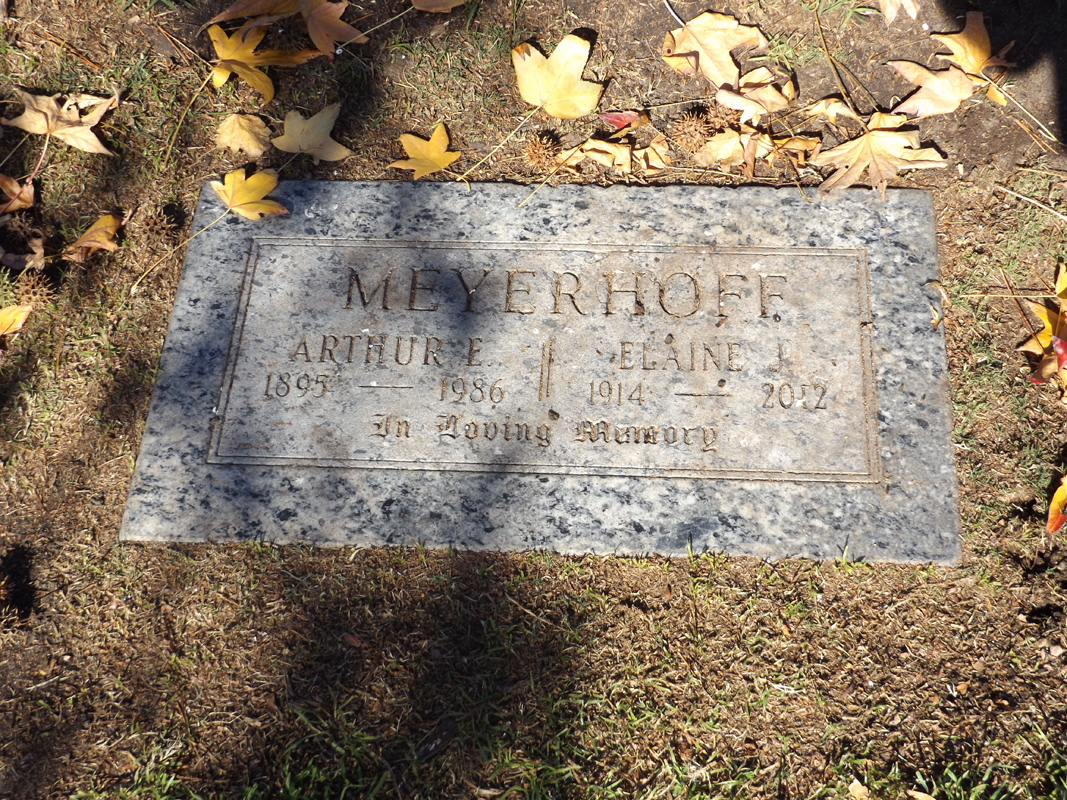 MEYERHOFF
ARTHUR E. ELAINE J.
1895 — 1986 1914 — 2012
In Loving Memory